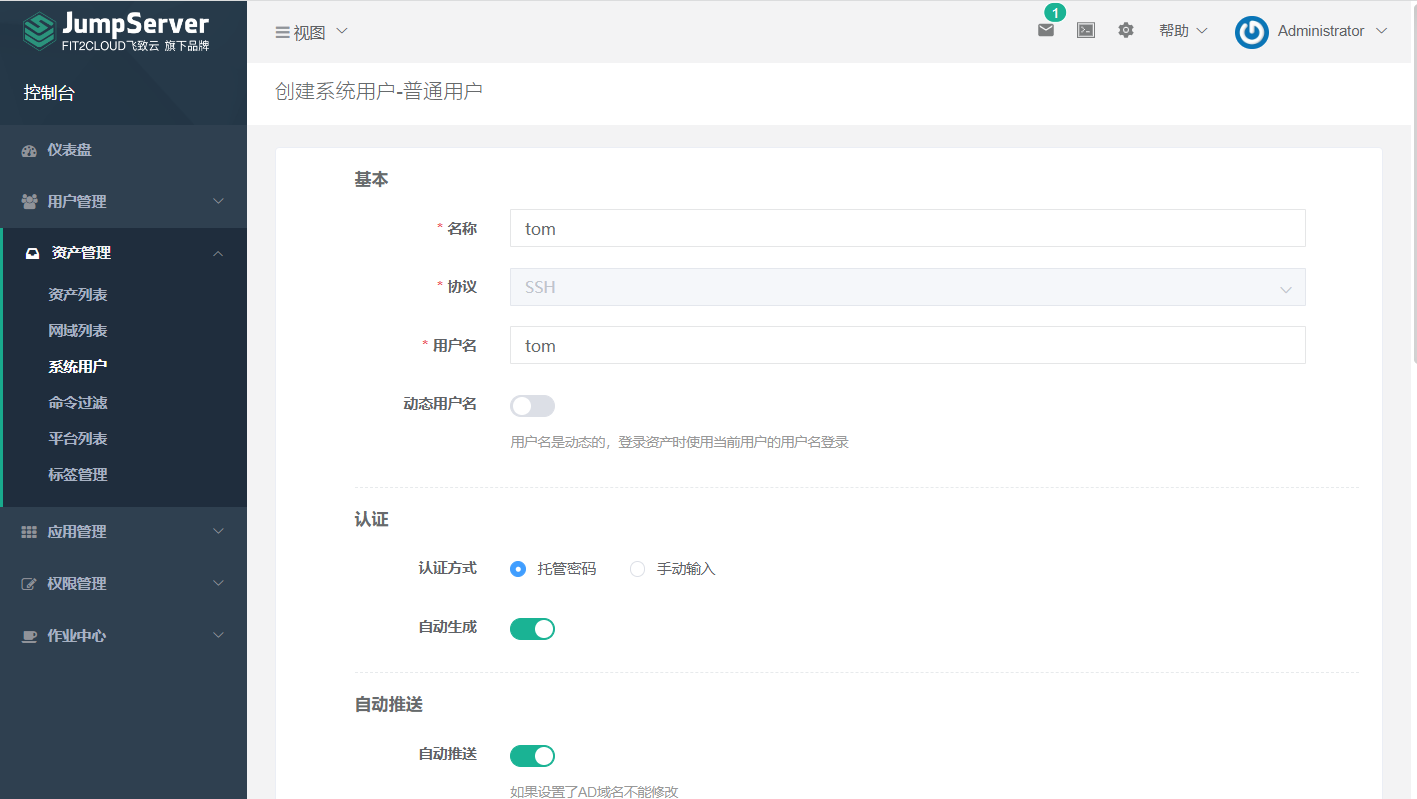 JumpServer
FIT2CLOUD飞致云 旗下品牌
控制台
仪表盘
用户管理
资产管理
资产列表
网域列表
系统用户
命令过滤
平台列表
标签管理
应用管理
权限管理
作业中心
视图
1
帮助
Administrator
创建系统用户-普通用户
基本
* 名称
tom
* 协议
SSH
* 用户名
tom
动态用户名
用户名是动态的，登录资产时使用当前用户的用户名登录
认证
认证方式
托管密码
手动输入
自动生成
自动推送
自动推送
如果设置了AD域名不能修改